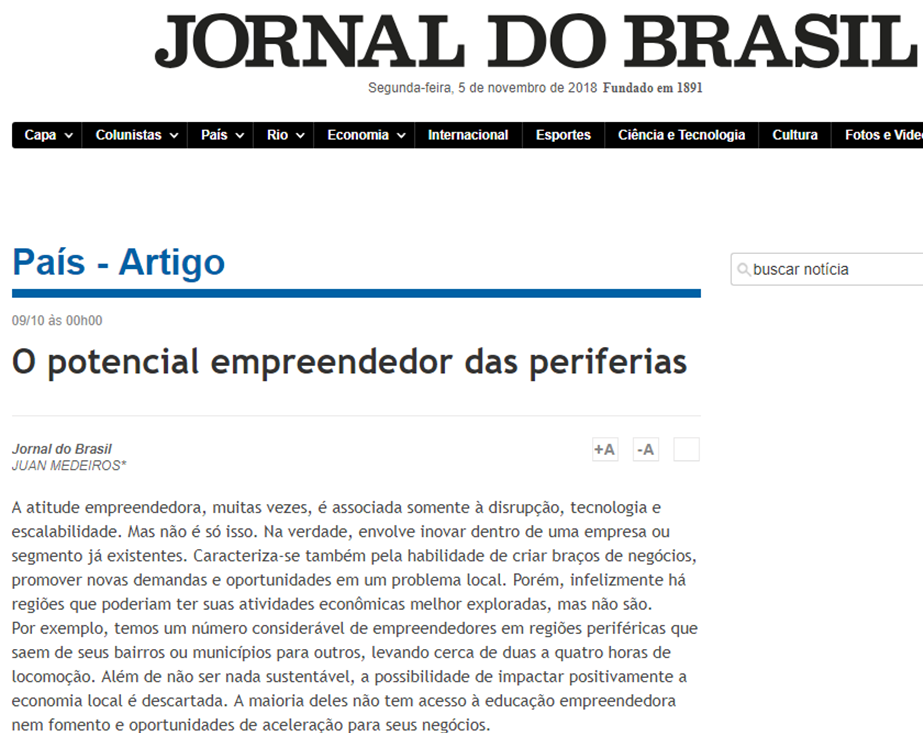 JORNAL DO BRASIL
Segunda-feira, 5 de novembro de 2018 Fundado em 1891
Capa Colunistas País Rio Economia Internacional Esportes Ciência e Tecnologia Cultura Fotos e Víde
País - Artigo
buscar notícia
09/10 às 00h00
O potencial empreendedor das periferias
Jornal do Brasil
+A -A
JUAN MEDEIROS*
A atitude empreendedora, muitas vezes, é associada somente à disrupção, tecnologia e
escalabilidade. Mas não é só isso. Na verdade, envolve inovar dentro de uma empresa ou
segmento já existentes. Caracteriza-se também pela habilidade de criar braços de negócios,
promover novas demandas e oportunidades em um problema local. Porém, infelizmente há
regiões que poderiam ter suas atividades econômicas melhor exploradas, mas não são.
Por exemplo, temos um número considerável de empreendedores em regiões periféricas que
saem de seus bairros ou municípios para outros, levando cerca de duas a quatro horas de
locomoção. Além de não ser nada sustentável, a possibilidade de impactar positivamente a
economia local é descartada. A maioria deles não tem acesso à educação empreendedora
nem fomento e oportunidades de aceleração para seus negócios.